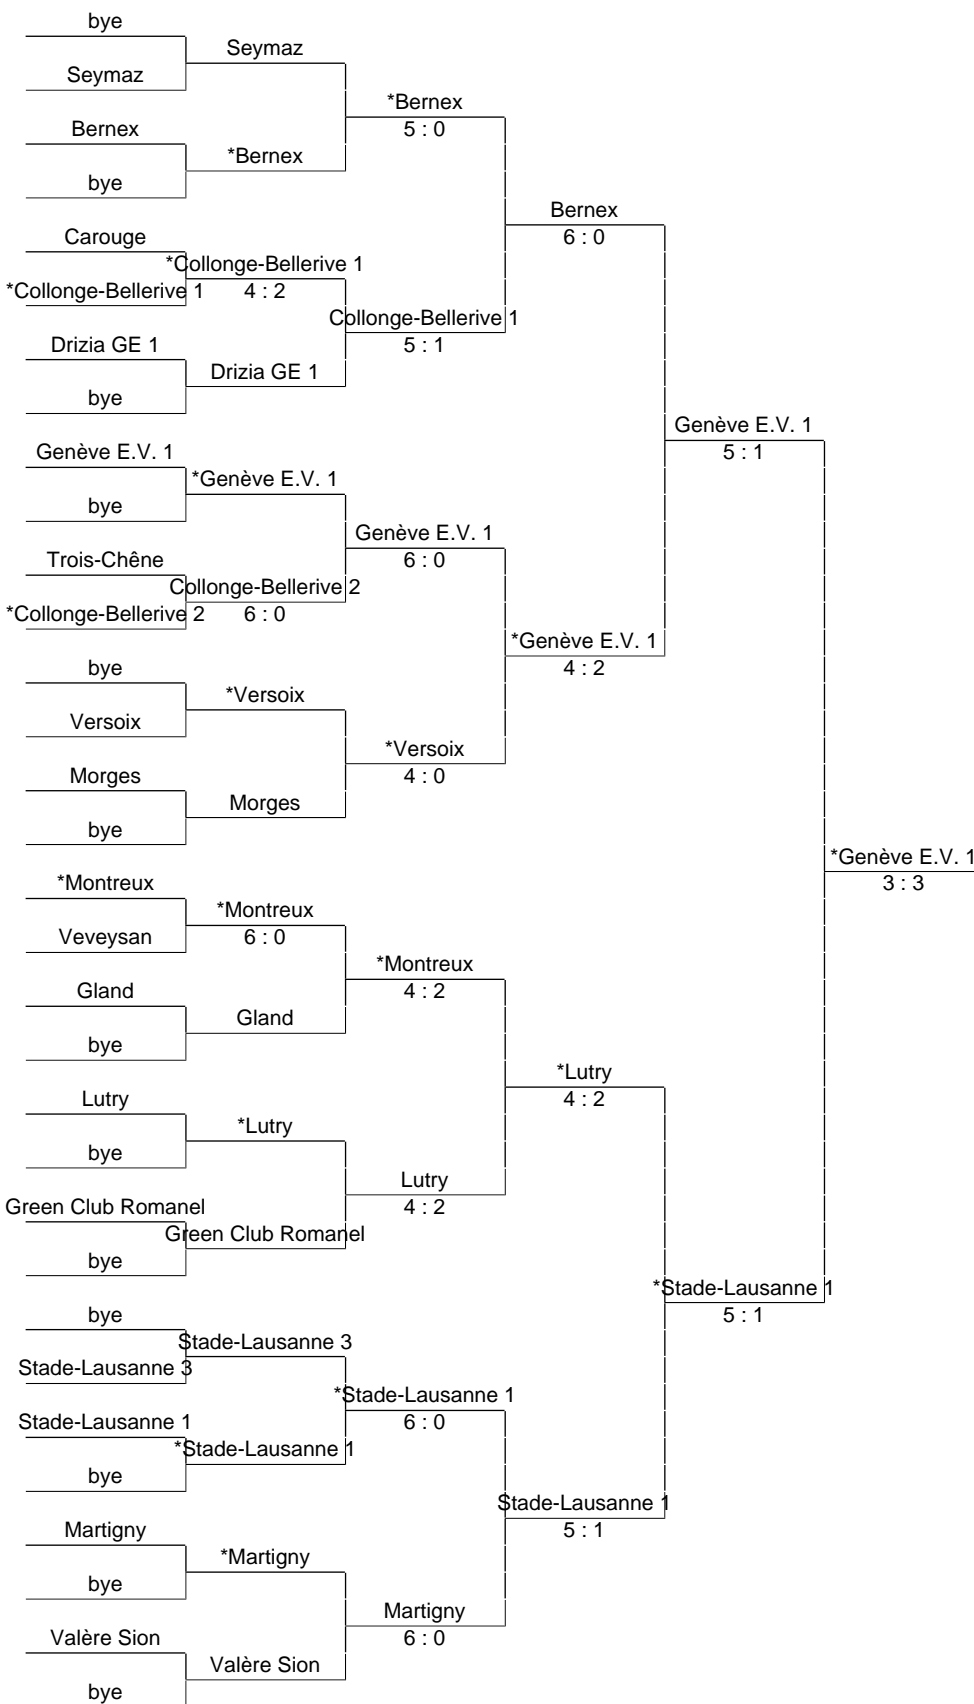 bye
Seymaz
Seymaz
*Bernex
5 : 0
Bernex
*Bernex
bye
Bernex
6 : 0
Carouge
*Collonge-Bellerive 1
*Collonge-Bellerive 1
4 : 2
Collonge-Bellerive 1
5 : 1
Drizia GE 1
Drizia GE 1
bye
Genève E.V. 1
5 : 1
Genève E.V. 1
*Genève E.V. 1
bye
Genève E.V. 1
6 : 0
Trois-Chêne
Collonge-Bellerive 2
*Collonge-Bellerive 2
6 : 0
*Genève E.V. 1
4 : 2
bye
*Versoix
Versoix
*Versoix
4 : 0
Morges
Morges
bye
*Genève E.V. 1
3 : 3
*Montreux
*Montreux
6 : 0
Veveysan
*Montreux
4 : 2
Gland
Gland
bye
*Lutry
4 : 2
Lutry
*Lutry
bye
Lutry
4 : 2
Green Club Romanel
Green Club Romanel
bye
*Stade-Lausanne 1
5 : 1
bye
Stade-Lausanne 3
Stade-Lausanne 3
*Stade-Lausanne 1
6 : 0
Stade-Lausanne 1
*Stade-Lausanne 1
bye
Stade-Lausanne 1
5 : 1
Martigny
*Martigny
bye
Martigny
6 : 0
Valère Sion
Valère Sion
bye